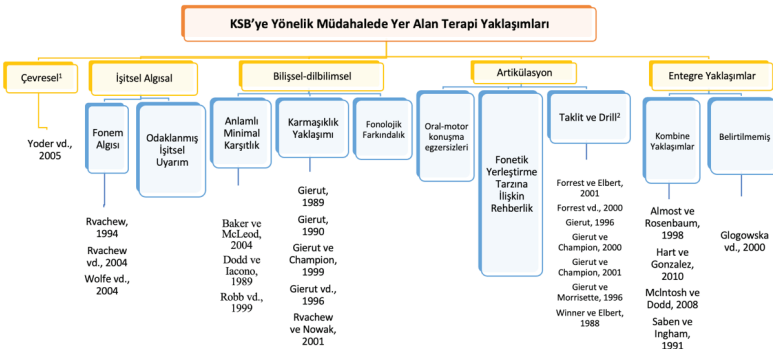 KSB'ye Yönelik Müdahalede Yer Alan Terapi Yaklaşımları
Çevresel¹
Yoder vd.,
2005
İşitsel Algısal
Fonem
Algısı
Rvachew,
1994
Rvachew
vd., 2004
Wolfe vd.,
2004
Odaklanmış
İşitsel
Uyarım
Bilişsel-dilbilimsel
Anlamlı
Minimal
Karşıtlık
Baker ve
McLeod,
2004
Dodd ve
Iacono,
1989
Robb vd.,
1999
Karmaşıklık
Yaklaşımı
Gierut,
1989
Gierut,
1990
Gierut ve
Champion,
1999
Gierut vd.,
1996
Rvachew
ve Nowak,
2001
Fonolojik
Farkındalık
Artikülasyon
Oral-motor
konuşma
egzersizleri
Fonetik
Yerleştirme
Tarzına
İlişkin
Rehberlik
Taklit ve Drill²
Forrest ve Elbert,
2001
Forrest vd., 2000
Gierut, 1996
Gierut ve
Champion, 2000
Gierut ve
Champion, 2001
Gierut ve
Morrisette, 1996
Winner ve Elbert,
1988
Entegre Yaklaşımlar
Kombine
Yaklaşımlar
Almost ve
Rosenbaum,
1998
Hart ve
Gonzalez,
2010
McIntosh ve
Dodd, 2008
Saben ve
Ingham,
1991
Belirtilmemiş
Glogowska
vd., 2000